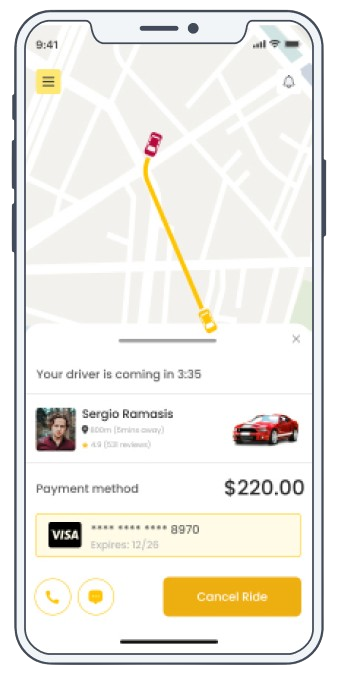 9:41
Your driver is coming in 3:35
Sergio Ramasis
800m (5mins away)
4.9 (531 reviews)
Payment method
$220.00
VISA
**** **** **** 8970
Expires: 12/26
Cancel Ride